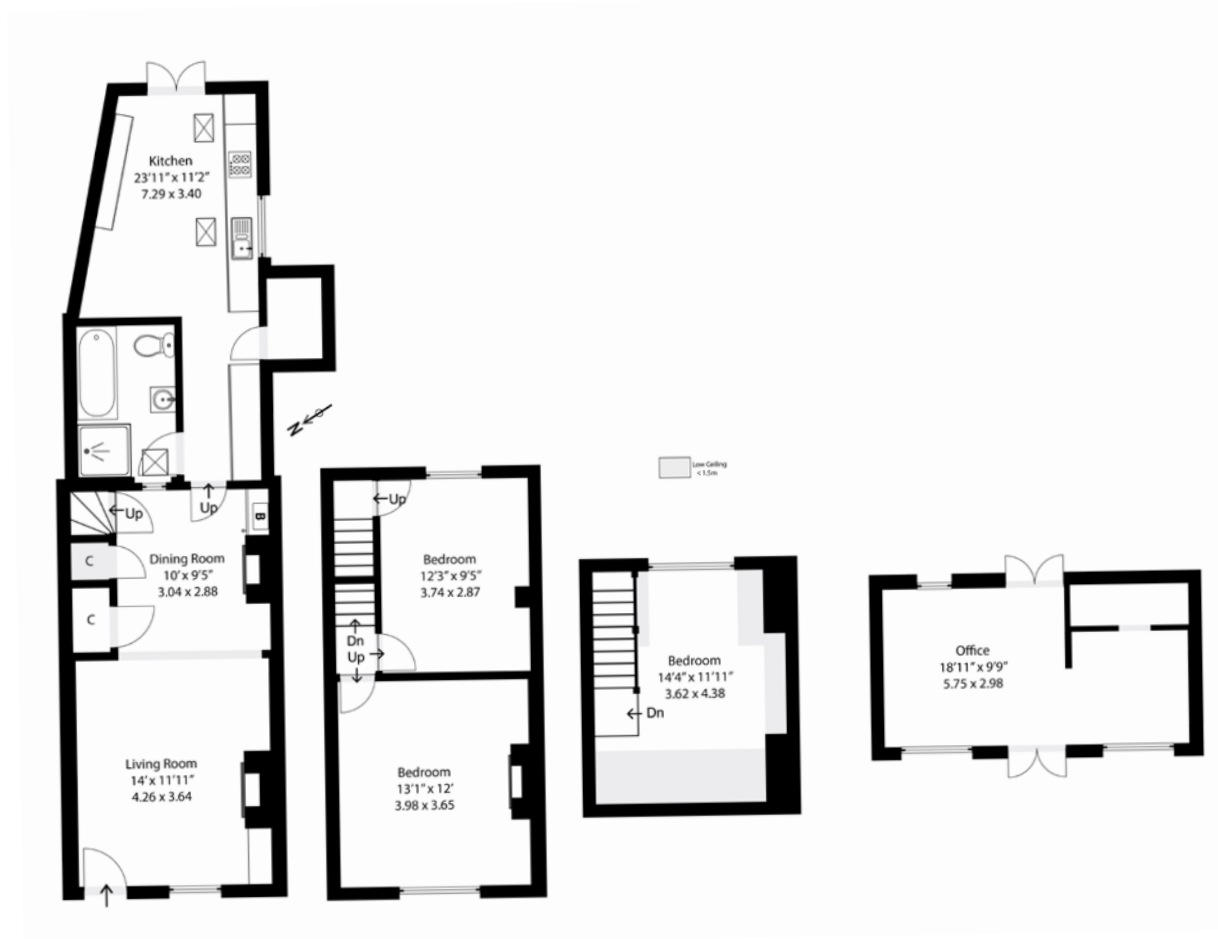 Kitchen
23'11" x 11'2"
7.29 x 3.40
N
Up
Up
B
C
Dining Room
10' x 9'5"
3.04 x 2.88
C
Living Room
14' x 11'11"
4.26 x 3.64
Up
Bedroom
12'3" x 9'5"
3.74 x 2.87
Dn
Up
Bedroom
13'1" x 12'
3.98 x 3.65
Low Ceiling
< 1.5m
Bedroom
14'4" x 11'11"
3.62 x 4.38
Dn
Office
18'11" x 9'9"
5.75 x 2.98